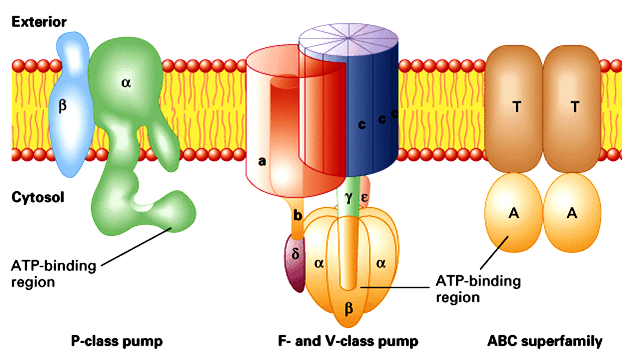 Exterior
β
α
a
c
c
c
T
T
Cytosol
b
γ
ε
δ
α
α
β
A
A
ATP-binding
region
ATP-binding
region
P-class pump
F- and V-class pump
ABC superfamily